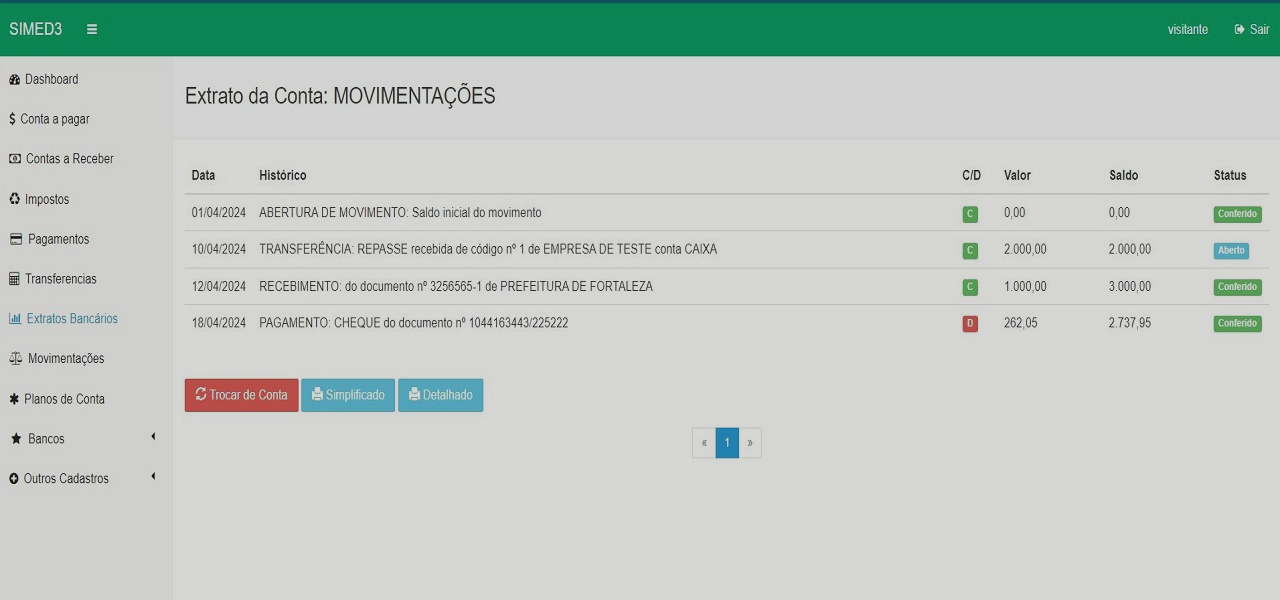 SIMED3
visitante Sair
Dashboard
$ Conta a pagar
Contas a Receber
Impostos
Pagamentos
Transferencias
Extratos Bancários
Movimentações
Planos de Conta
Bancos
Outros Cadastros
Extrato da Conta: MOVIMENTAÇÕES
Data Histórico C/D Valor Saldo Status
01/04/2024 ABERTURA DE MOVIMENTO: Saldo inicial do movimento C 0,00 0,00 Conferido
10/04/2024 TRANSFERÊNCIA: REPASSE recebida de código nº 1 de EMPRESA DE TESTE conta CAIXA C 2.000,00 2.000,00 Aberto
12/04/2024 RECEBIMENTO: do documento nº 3256565-1 de PREFEITURA DE FORTALEZA C 1.000,00 3.000,00 Conferido
18/04/2024 PAGAMENTO: CHEQUE do documento nº 1044163443/225222 D 262,05 2.737,95 Conferido
Trocar de Conta Simplificado Detalhado
« 1 »